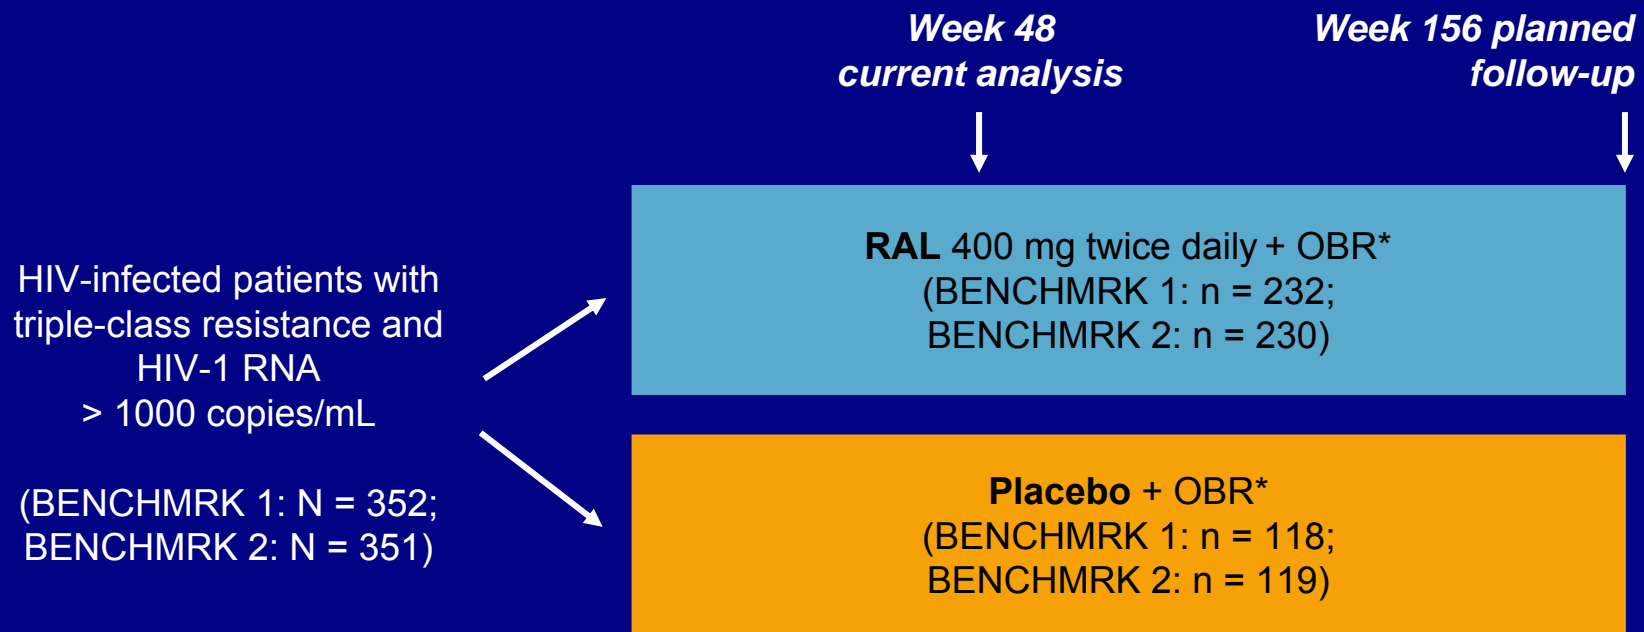 Week 48
current analysis
Week 156 planned
follow-up
HIV-infected patients with
triple-class resistance and
HIV-1 RNA
> 1000 copies/mL
(BENCHMRK 1: N = 352;
BENCHMRK 2: N = 351)
RAL 400 mg twice daily + OBR*
(BENCHMRK 1: n = 232;
BENCHMRK 2: n = 230)
Placebo + OBR*
(BENCHMRK 1: n = 118;
BENCHMRK 2: n = 119)